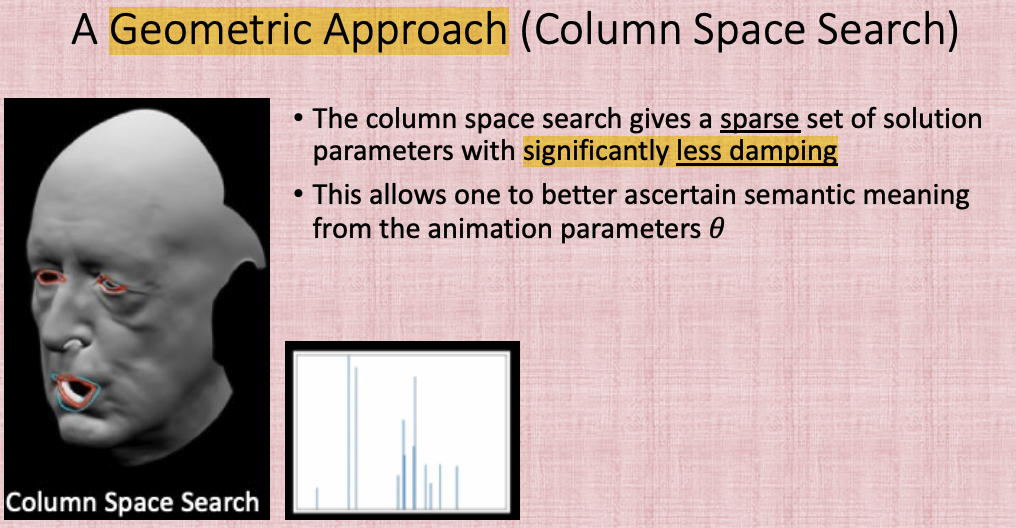 A Geometric Approach (Column Space Search)
• The column space search gives a sparse set of solution
parameters with significantly less damping
• This allows one to better ascertain semantic meaning
from the animation parameters θ
Column Space Search